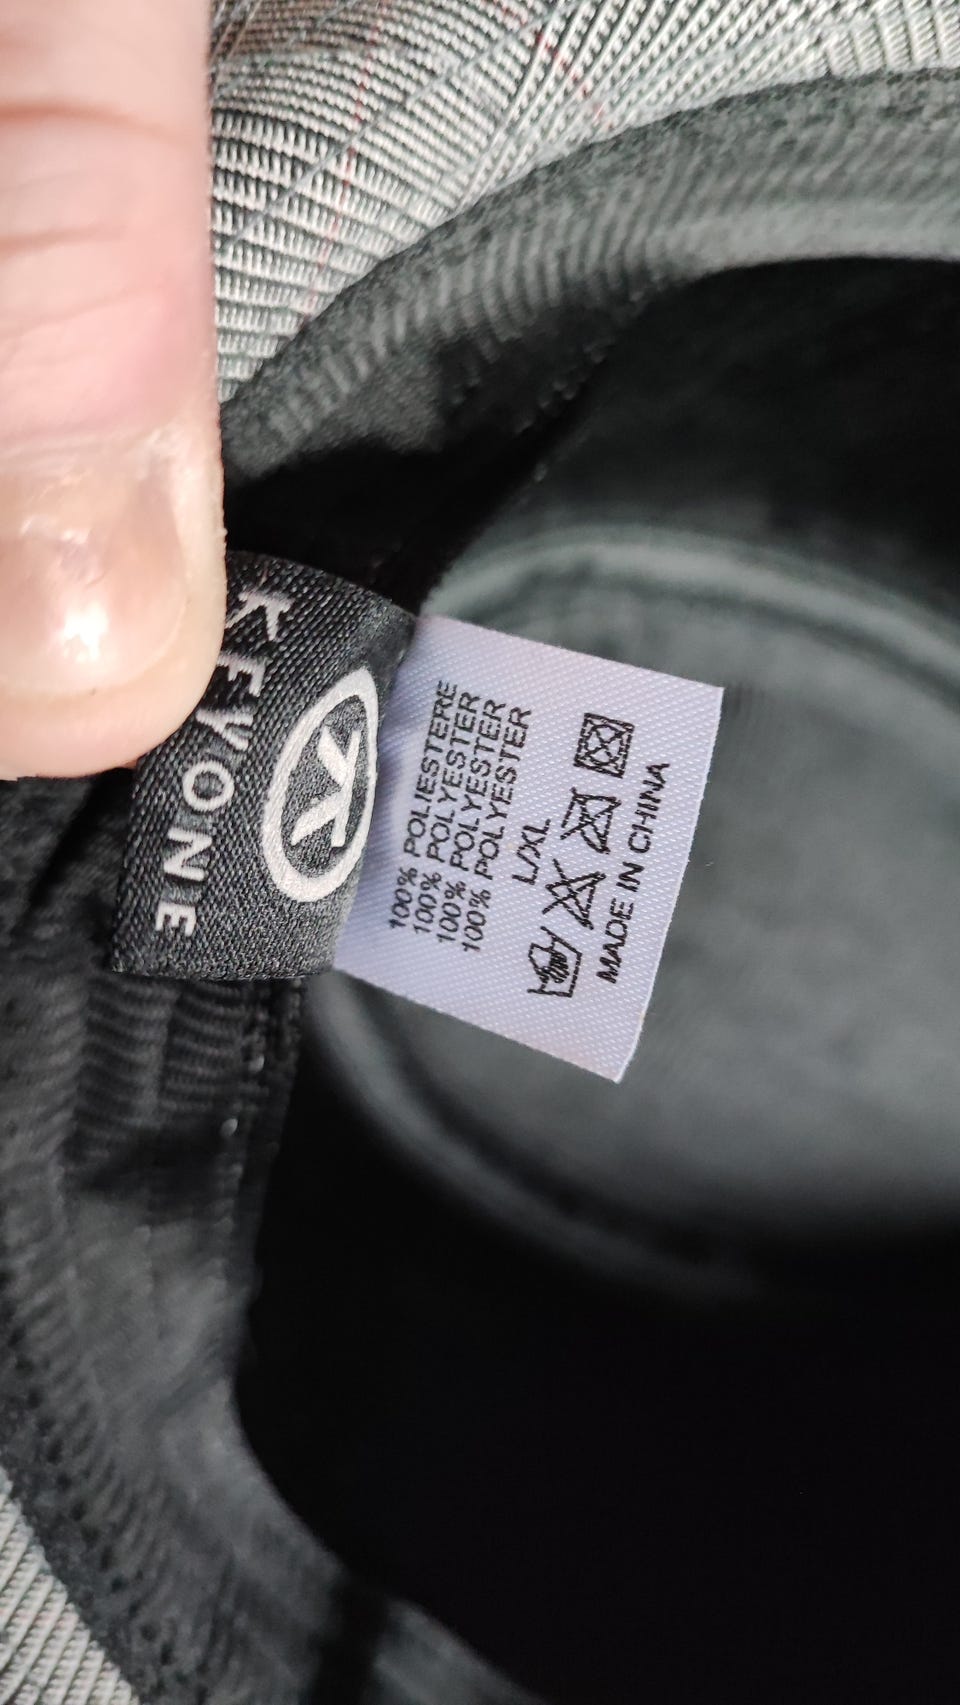 KEYONE
100% POLIESTERE
100% POLYESTER
100% POLYESTER
100% POLYESTER
L/XL
MADE IN CHINA